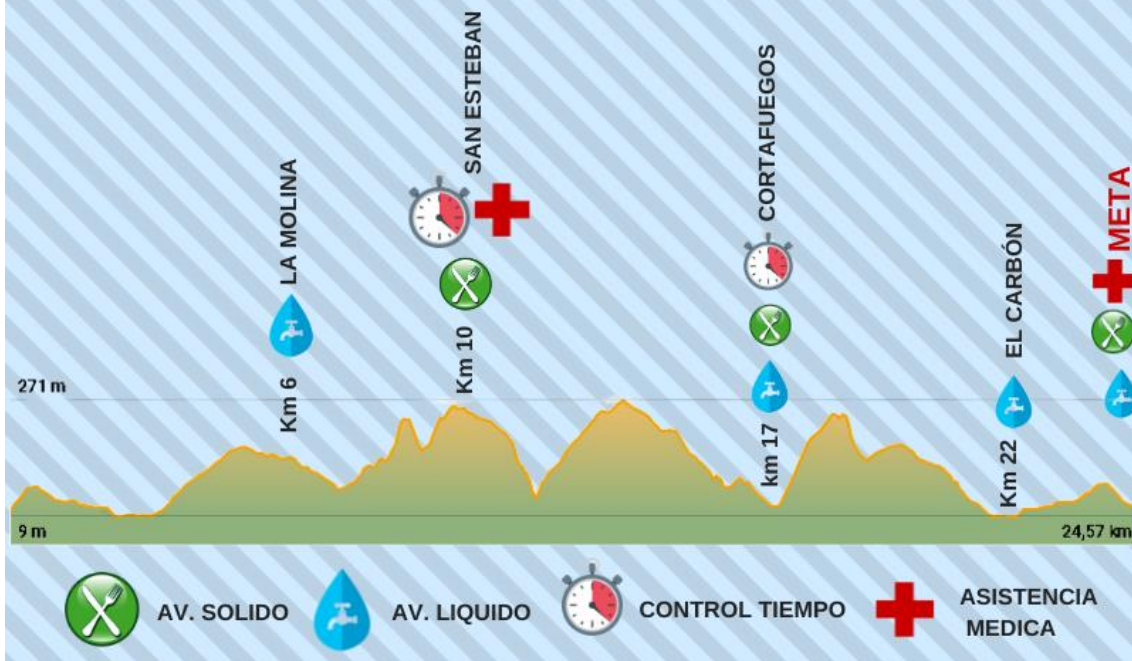 LA MOLINA
Km 6
SAN ESTEBAN
Km 10
CORTAFUEGOS
km 17
EL CARBÓN
Km 22
META
271 m
9 m
24,57 km
AV. SOLIDO
AV. LIQUIDO
CONTROL TIEMPO
ASISTENCIA
MEDICA